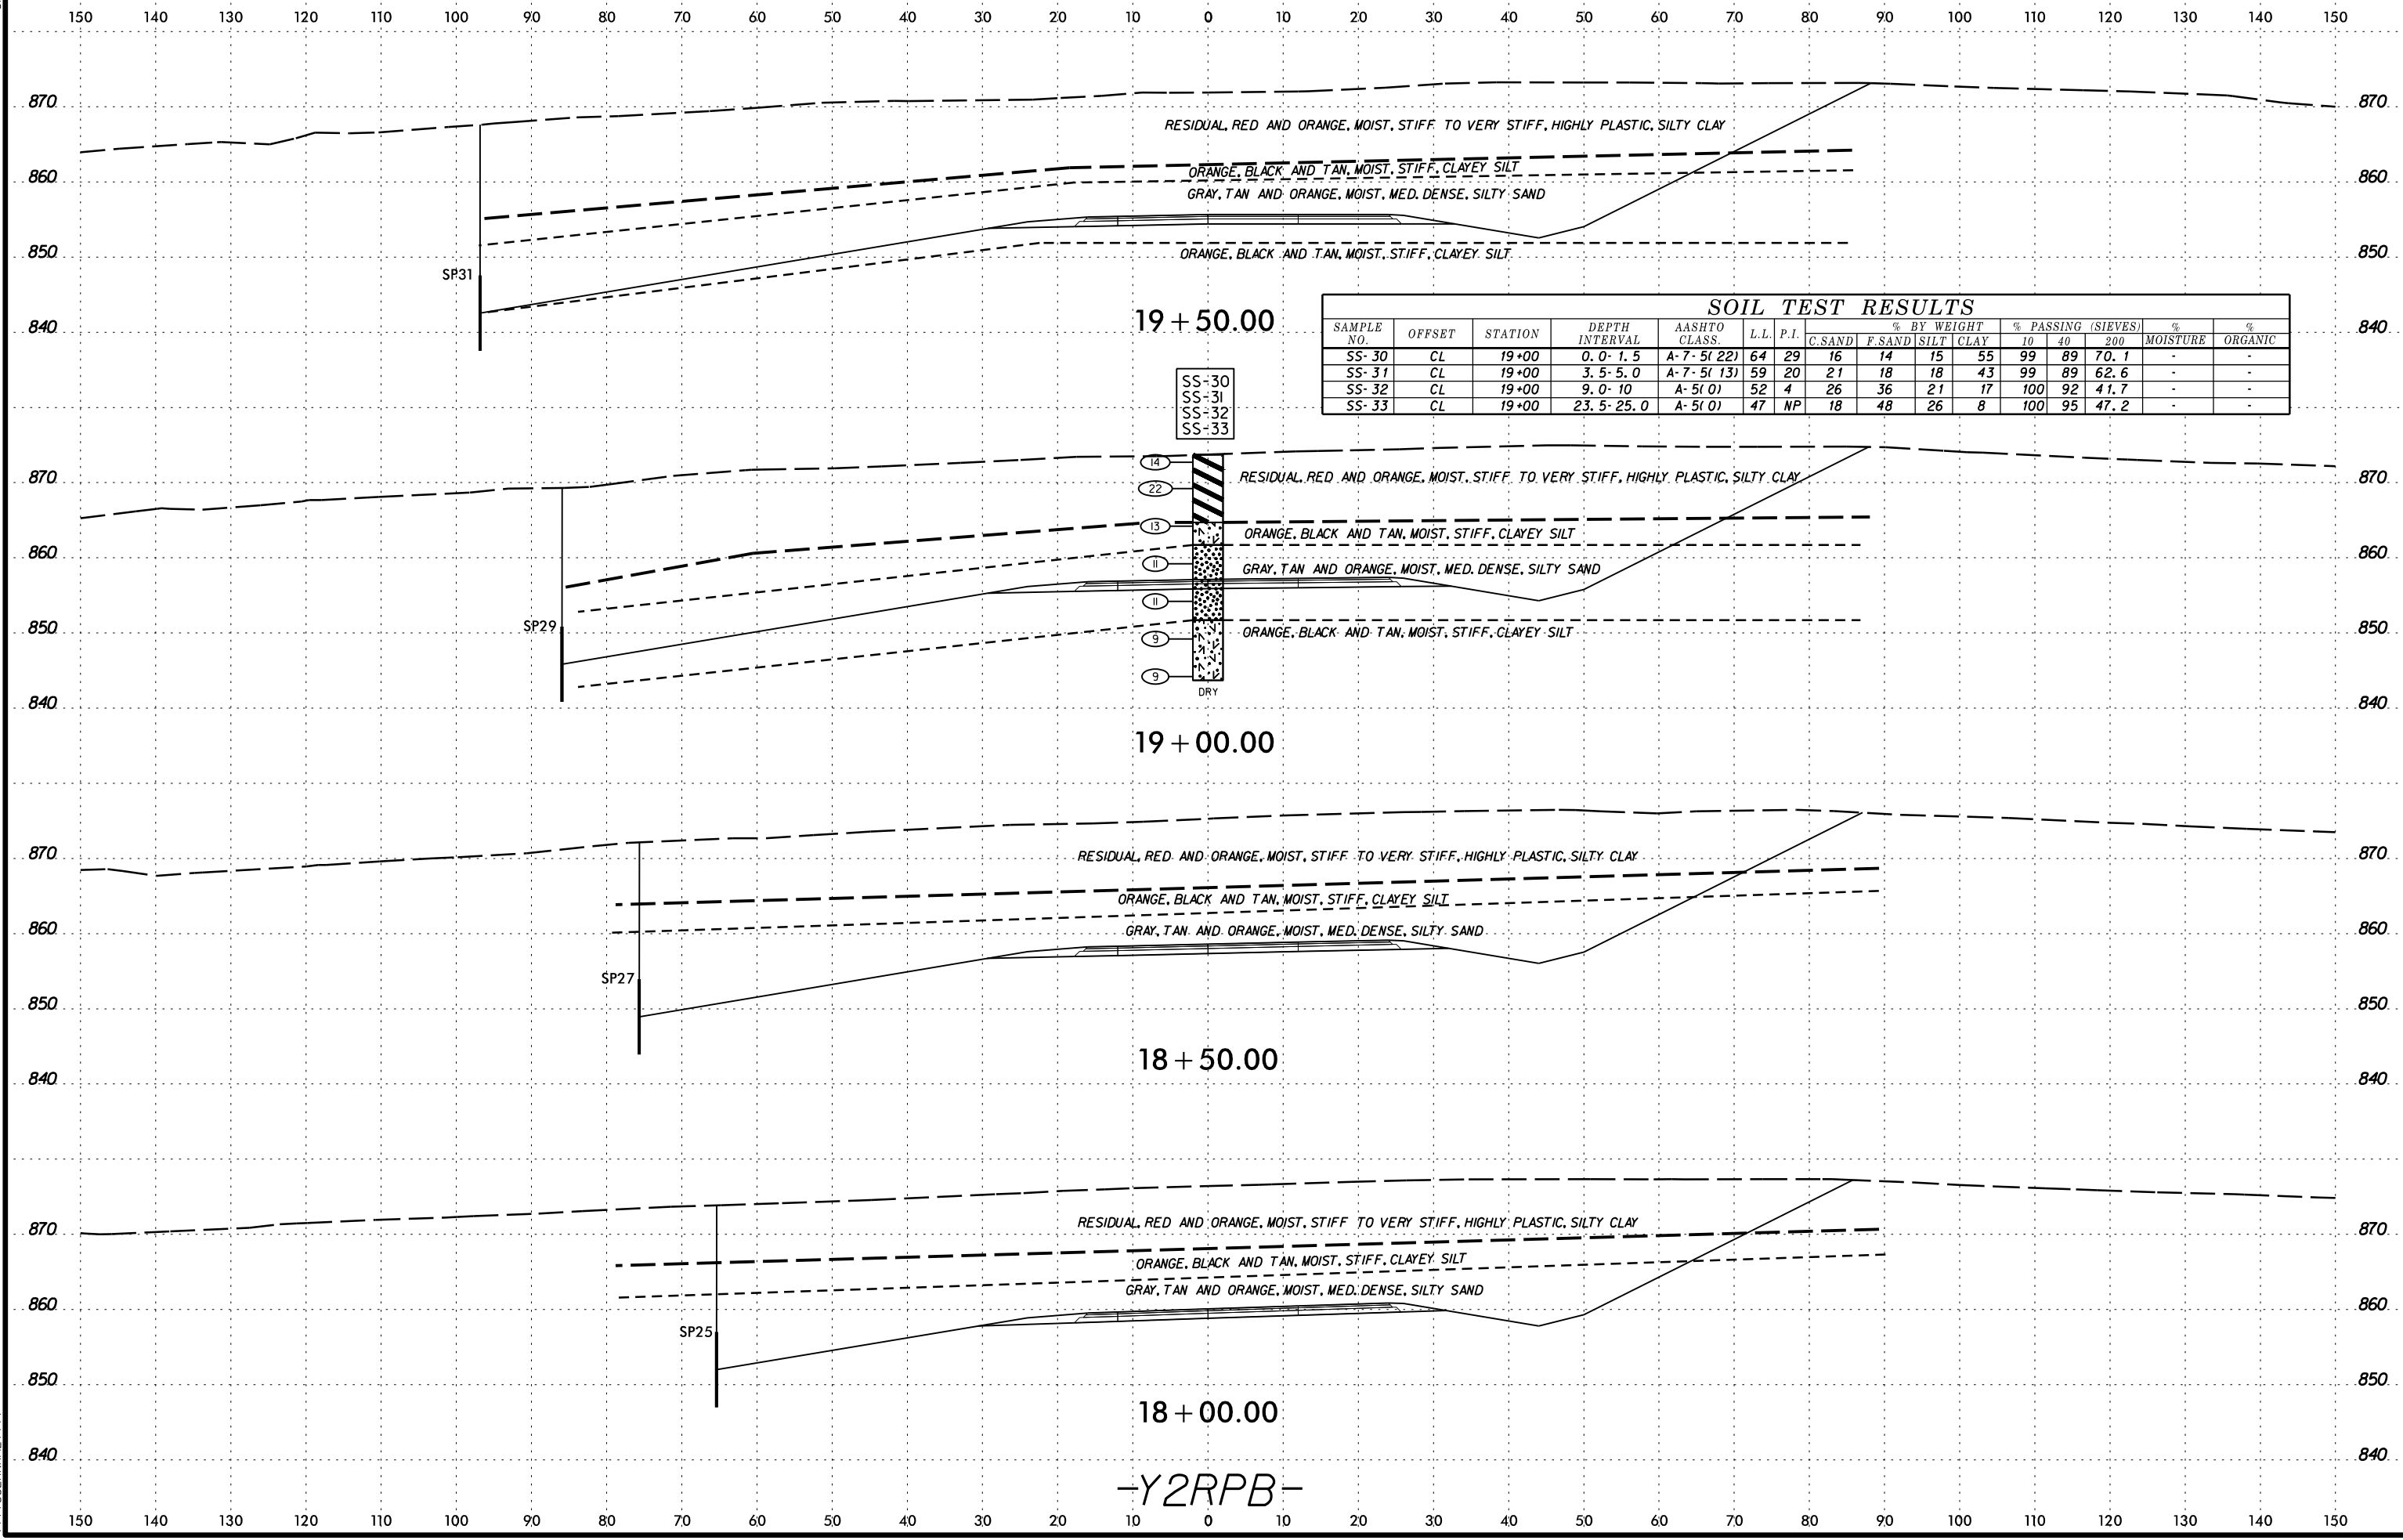 150 140 130 120 110 100 90 80 70 60 50 40 30 20 10 0 10 20 30 40 50 60 70 80 90 100 110 120 130 140 150
870 870
RESIDUAL, RED AND ORANGE, MOIST, STIFF TO VERY STIFF, HIGHLY PLASTIC, SILTY CLAY
ORANGE, BLACK AND TAN, MOIST, STIFF, CLAYEY SILT
860 860
GRAY, TAN AND ORANGE, MOIST, MED. DENSE, SILTY SAND
850 850
ORANGE, BLACK AND TAN, MOIST, STIFF, CLAYEY SILT
SP31
840 840
19+50.00
SOIL TEST RESULTS
SAMPLE NO. OFFSET STATION DEPTH INTERVAL AASHTO CLASS. L.L. P.I. % BY WEIGHT % PASSING (SIEVES) % MOISTURE % ORGANIC
C.SAND F.SAND SILT CLAY 10 40 200
SS-30 CL 19+00 0.0-1.5 A-7-5(22) 64 29 16 14 15 55 99 89 70.1 - -
SS-31 CL 19+00 3.5-5.0 A-7-5(13) 59 20 21 18 18 43 99 89 62.6 - -
SS-32 CL 19+00 9.0-10 A-5(0) 52 4 26 36 21 17 100 92 41.7 - -
SS-33 CL 19+00 23.5-25.0 A-5(0) 47 NP 18 48 26 8 100 95 47.2 - -
SS-30
SS-31
SS-32
SS-33
14
870 870
RESIDUAL, RED AND ORANGE, MOIST, STIFF TO VERY STIFF, HIGHLY PLASTIC, SILTY CLAY
22
13
ORANGE, BLACK AND TAN, MOIST, STIFF, CLAYEY SILT
860 860
11
GRAY, TAN AND ORANGE, MOIST, MED. DENSE, SILTY SAND
11
SP29
850 850
ORANGE, BLACK AND TAN, MOIST, STIFF, CLAYEY SILT
9
9
DRY
840 840
19+00.00
870 870
RESIDUAL, RED AND ORANGE, MOIST, STIFF TO VERY STIFF, HIGHLY PLASTIC, SILTY CLAY
ORANGE, BLACK AND TAN, MOIST, STIFF, CLAYEY SILT
GRAY, TAN AND ORANGE, MOIST, MED. DENSE, SILTY SAND
860 860
SP27
850 850
18+50.00
840 840
RESIDUAL, RED AND ORANGE, MOIST, STIFF TO VERY STIFF, HIGHLY PLASTIC, SILTY CLAY
870 870
ORANGE, BLACK AND TAN, MOIST, STIFF, CLAYEY SILT
GRAY, TAN AND ORANGE, MOIST, MED. DENSE, SILTY SAND
860 860
SP25
850 850
18+00.00
840 840
-Y2RPB-
150 140 130 120 110 100 90 80 70 60 50 40 30 20 10 0 10 20 30 40 50 60 70 80 90 100 110 120 130 140 150